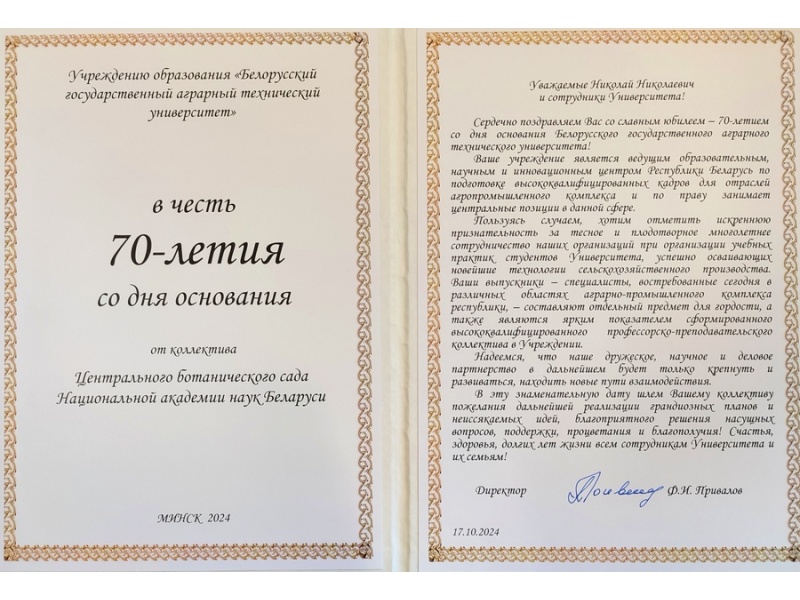 Учреждению образования «Белорусский
государственный аграрный технический
университет»
в честь
70-летия
со дня основания
от коллектива
Центрального ботанического сада
Национальной академии наук Беларуси
МИНСК 2024
Уважаемые Николай Николаевич
и сотрудники Университета!
Сердечно поздравляем Вас со славным юбилеем – 70-летием
со дня основания Белорусского государственного аграрного
технического университета!
Ваше учреждение является ведущим образовательным,
научным и инновационным центром Республики Беларусь по
подготовке высококвалифицированных кадров для отраслей
агропромышленного комплекса и по праву занимает
центральные позиции в данной сфере.
Пользуясь случаем, хотим отметить искреннюю
признательность за тесное и плодотворное многолетнее
сотрудничество наших организаций при организации учебных
практик студентов Университета, успешно осваивающих
новейшие технологии сельскохозяйственного производства.
Ваши выпускники – специалисты, востребованные сегодня в
различных областях аграрно-промышленного комплекса
республики, – составляют отдельный предмет для гордости, а
также являются ярким показателем сформированного
высококвалифицированного профессорско-преподавательского
коллектива в Учреждении.
Надеемся, что наше дружеское, научное и деловое
партнерство в дальнейшем будет только крепнуть и
развиваться, находить новые пути взаимодействия.
В эту знаменательную дату шлем Вашему коллективу
пожелания дальнейшей реализации грандиозных планов и
неиссякаемых идей, благоприятного решения насущных
вопросов, поддержки, процветания и благополучия! Счастья,
здоровья, долгих лет жизни всем сотрудникам Университета и
их семьям!
Директор Ф.И. Привалов
17.10.2024